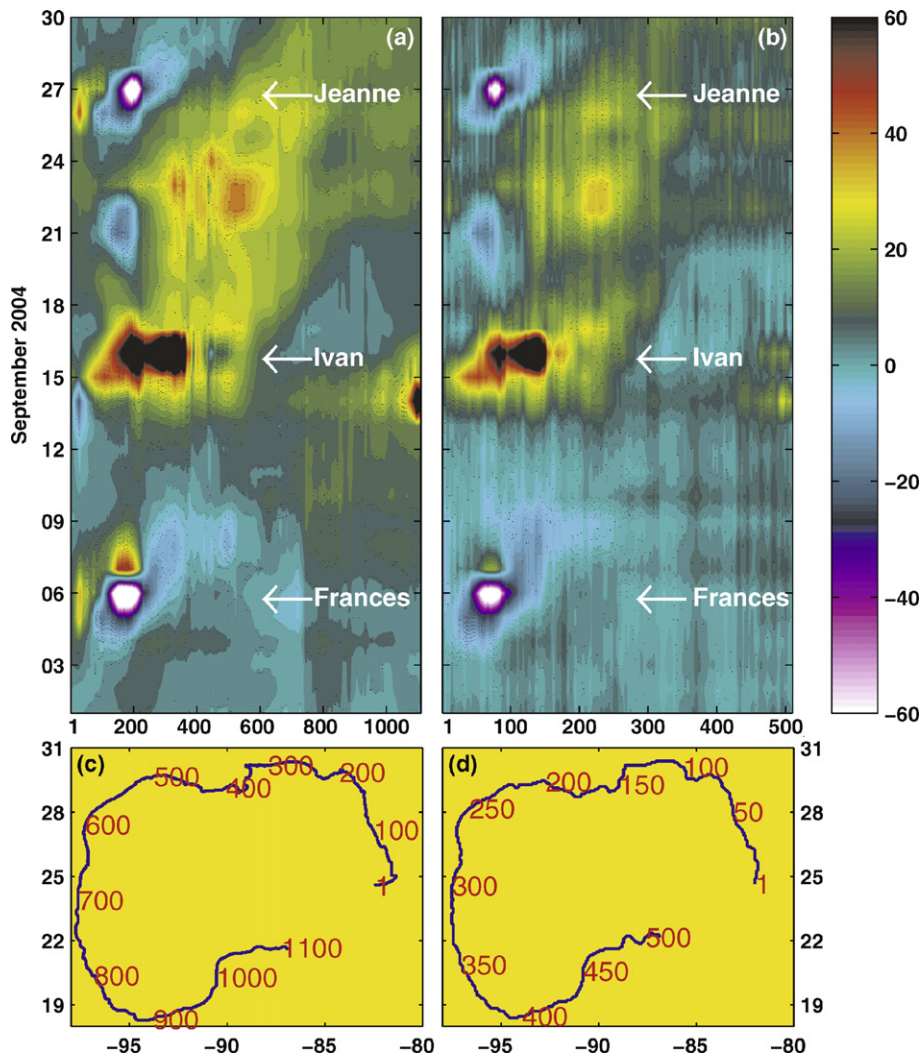 30
27
24
21
18
15
12
09
06
03
September 2004
(a)
Jeanne
Ivan
Frances
1 200 400 600 800 1000
(b)
Jeanne
Ivan
Frances
1 100 200 300 400 500
60
40
20
0
−20
−40
−60
(c)
31
28
25
22
19
500 400 300 200
600 100
1
700
800 900 1000 1100
−95 −90 −85 −80
(d)
250 200 150 100
50
1
300
350 400 450 500
31
28
25
22
19
−95 −90 −85 −80